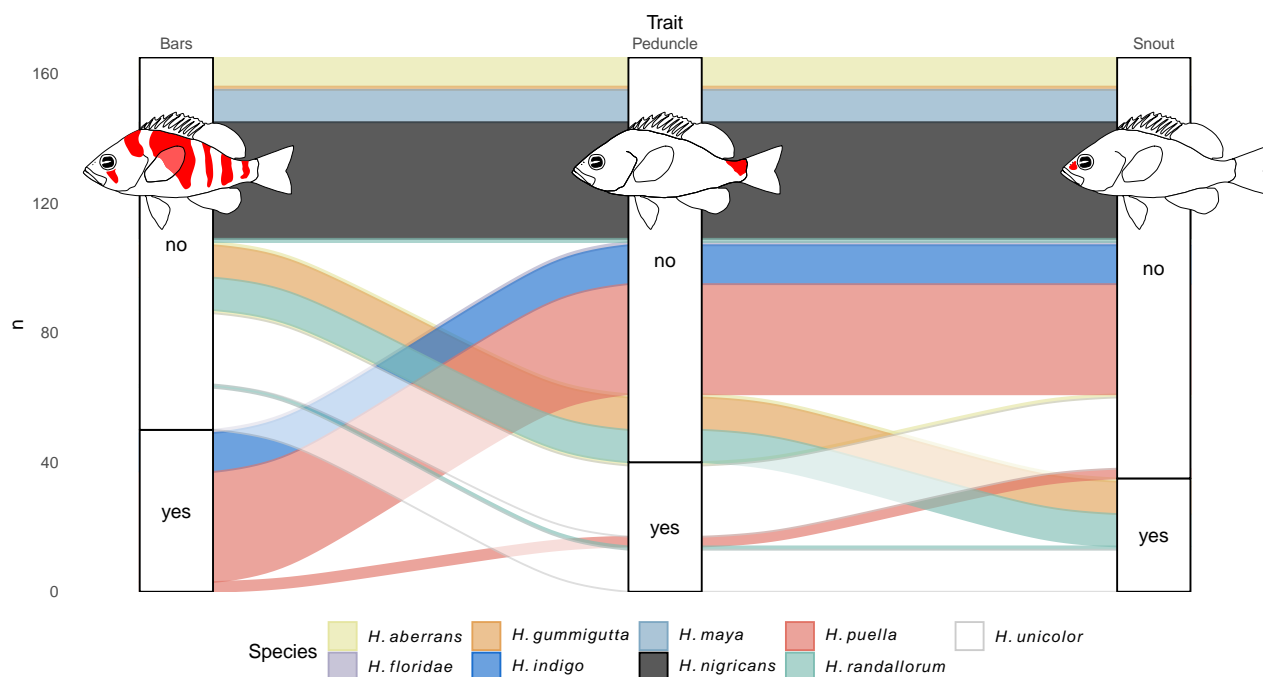 Trait
Bars Peduncle Snout
160
120
80
40
0
n
no
no
no
yes
yes
yes
Species
H. aberrans H. gummigutta H. maya H. puella H. unicolor
H. floridae H. indigo H. nigricans H. randallorum